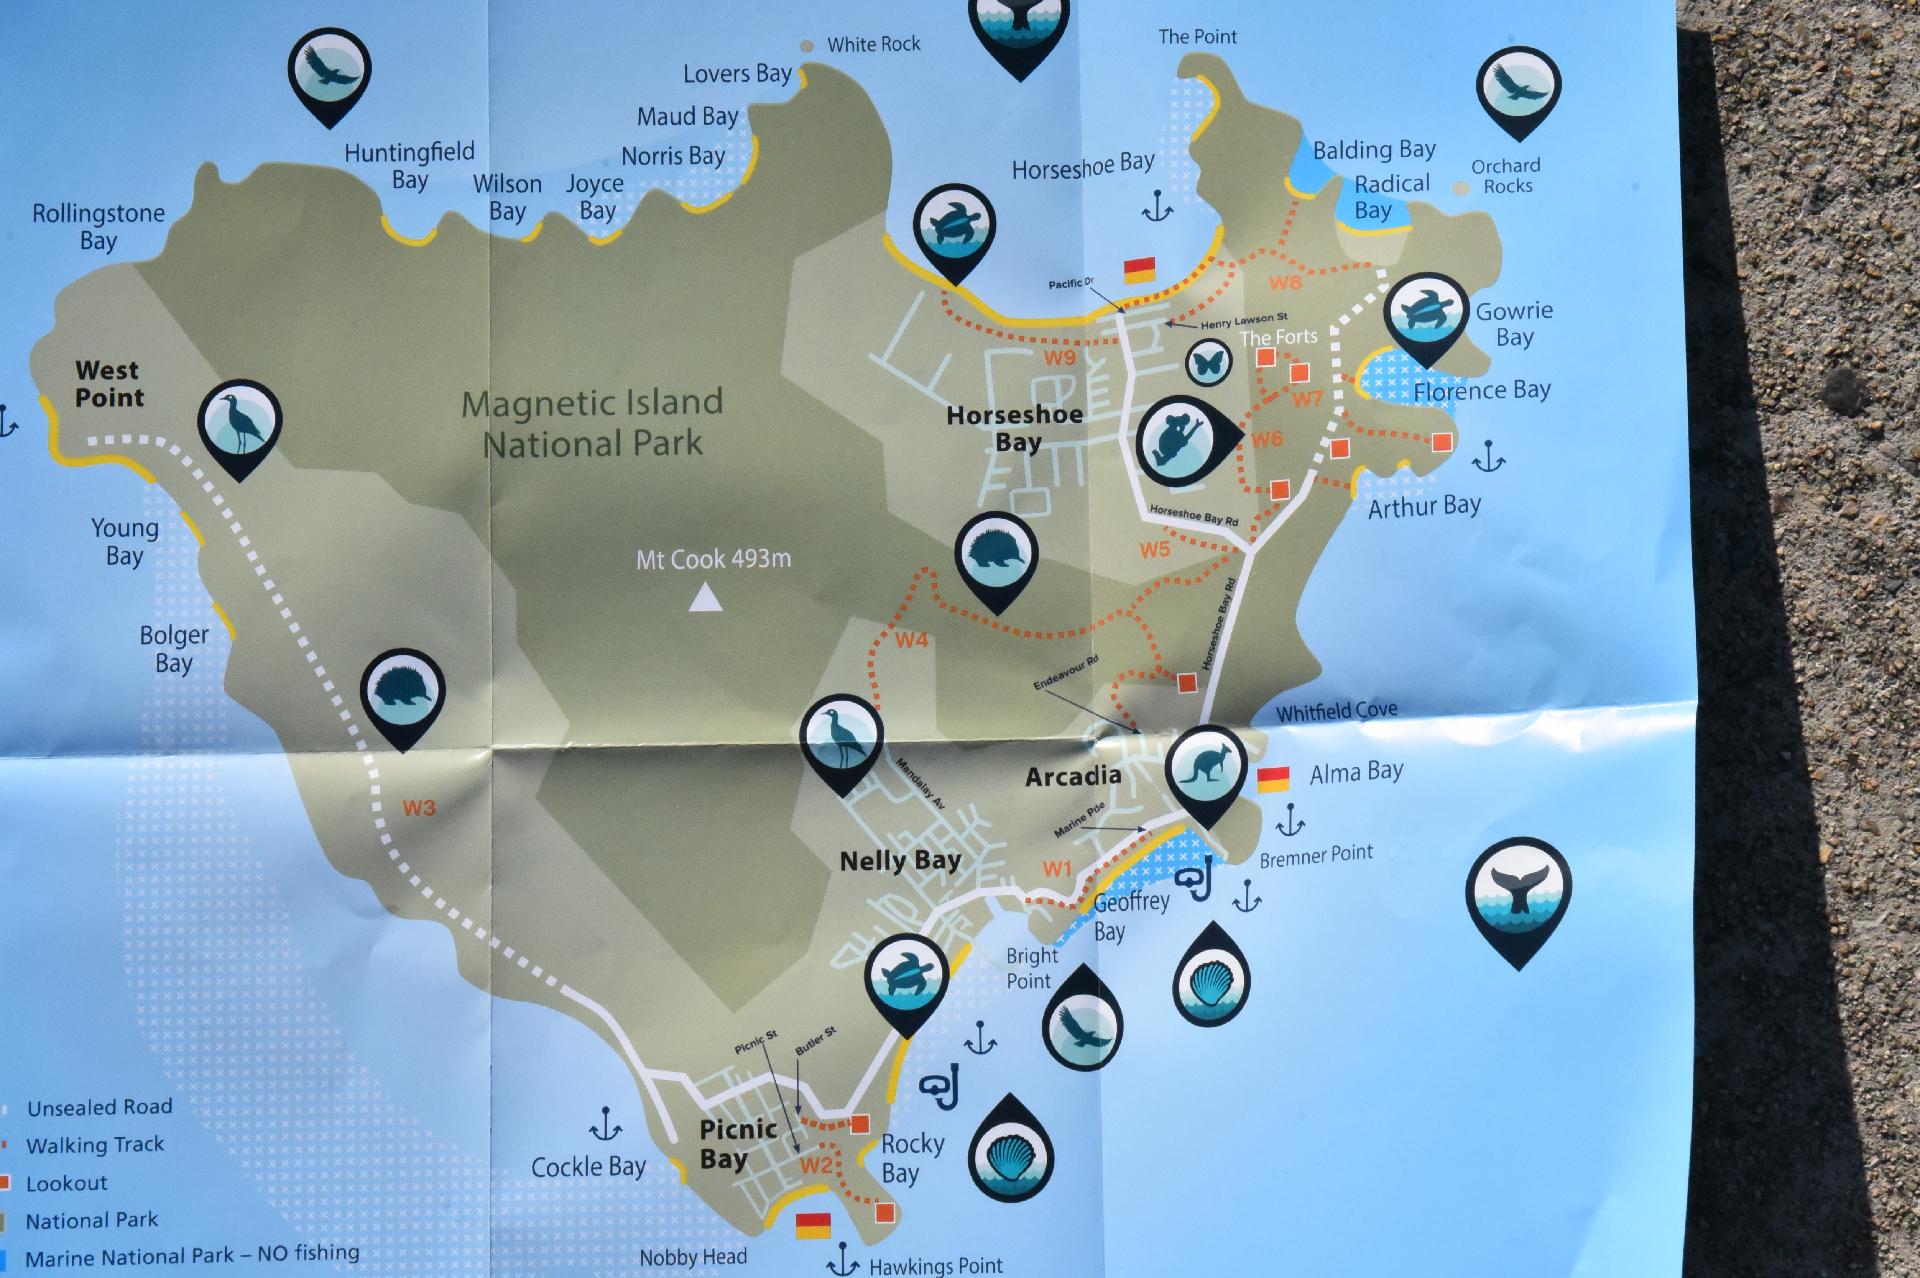 The Point
White Rock
Lovers Bay
Maud Bay
Norris Bay
Huntingfield
Bay
Wilson
Bay
Joyce
Bay
Rollingstone
Bay
Horseshoe Bay
Balding Bay
Radical
Bay
Orchard
Rocks
W8
Pacific Dr
Henry Lawson St
The Forts
Gowrie
Bay
W9
W7
Florence Bay
West
Point
Magnetic Island
National Park
Horseshoe
Bay
W6
Horseshoe Bay Rd
Arthur Bay
Young
Bay
W5
Mt Cook 493m
Horseshoe Bay Rd
Bolger
Bay
W4
Endeavour Rd
Whitfield Cove
Mandalay Av
Arcadia
Alma Bay
W3
Marine Pde
Nelly Bay
W1
Bremner Point
Geoffrey
Bay
Bright
Point
Picnic St
Butler St
Unsealed Road
Walking Track
Lookout
National Park
Marine National Park – NO fishing
Cockle Bay
Picnic
Bay
W2
Rocky
Bay
Nobby Head
Hawkings Point